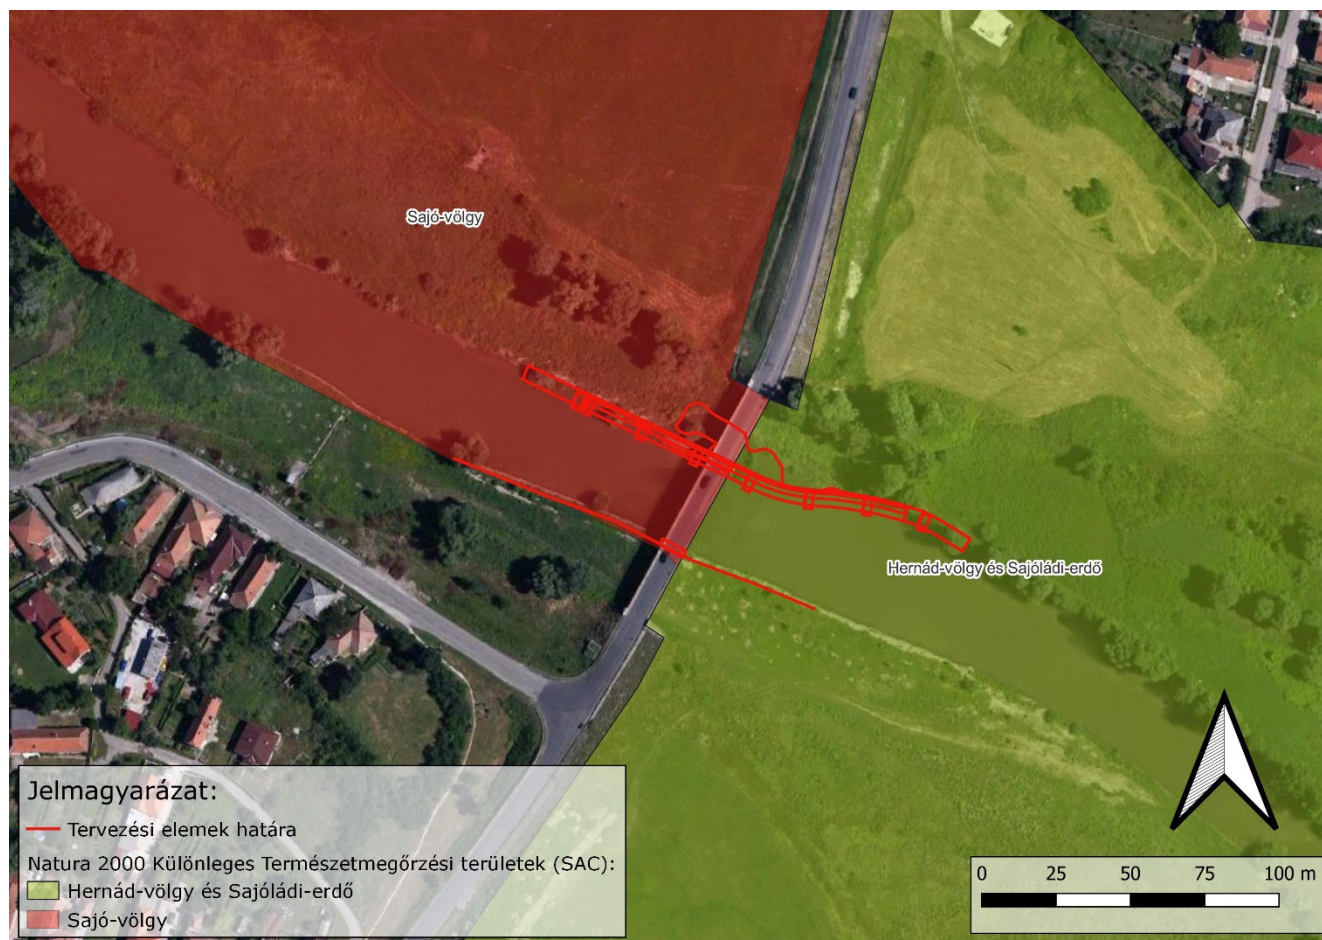 Sajó-völgy
Hernád-völgy és Sajóládi-erdő
Jelmagyarázat:
Tervezési elemek határa
Natura 2000 Különleges Természetmegőrzési területek (SAC):
Hernád-völgy és Sajóládi-erdő
Sajó-völgy
0 25 50 75 100 m